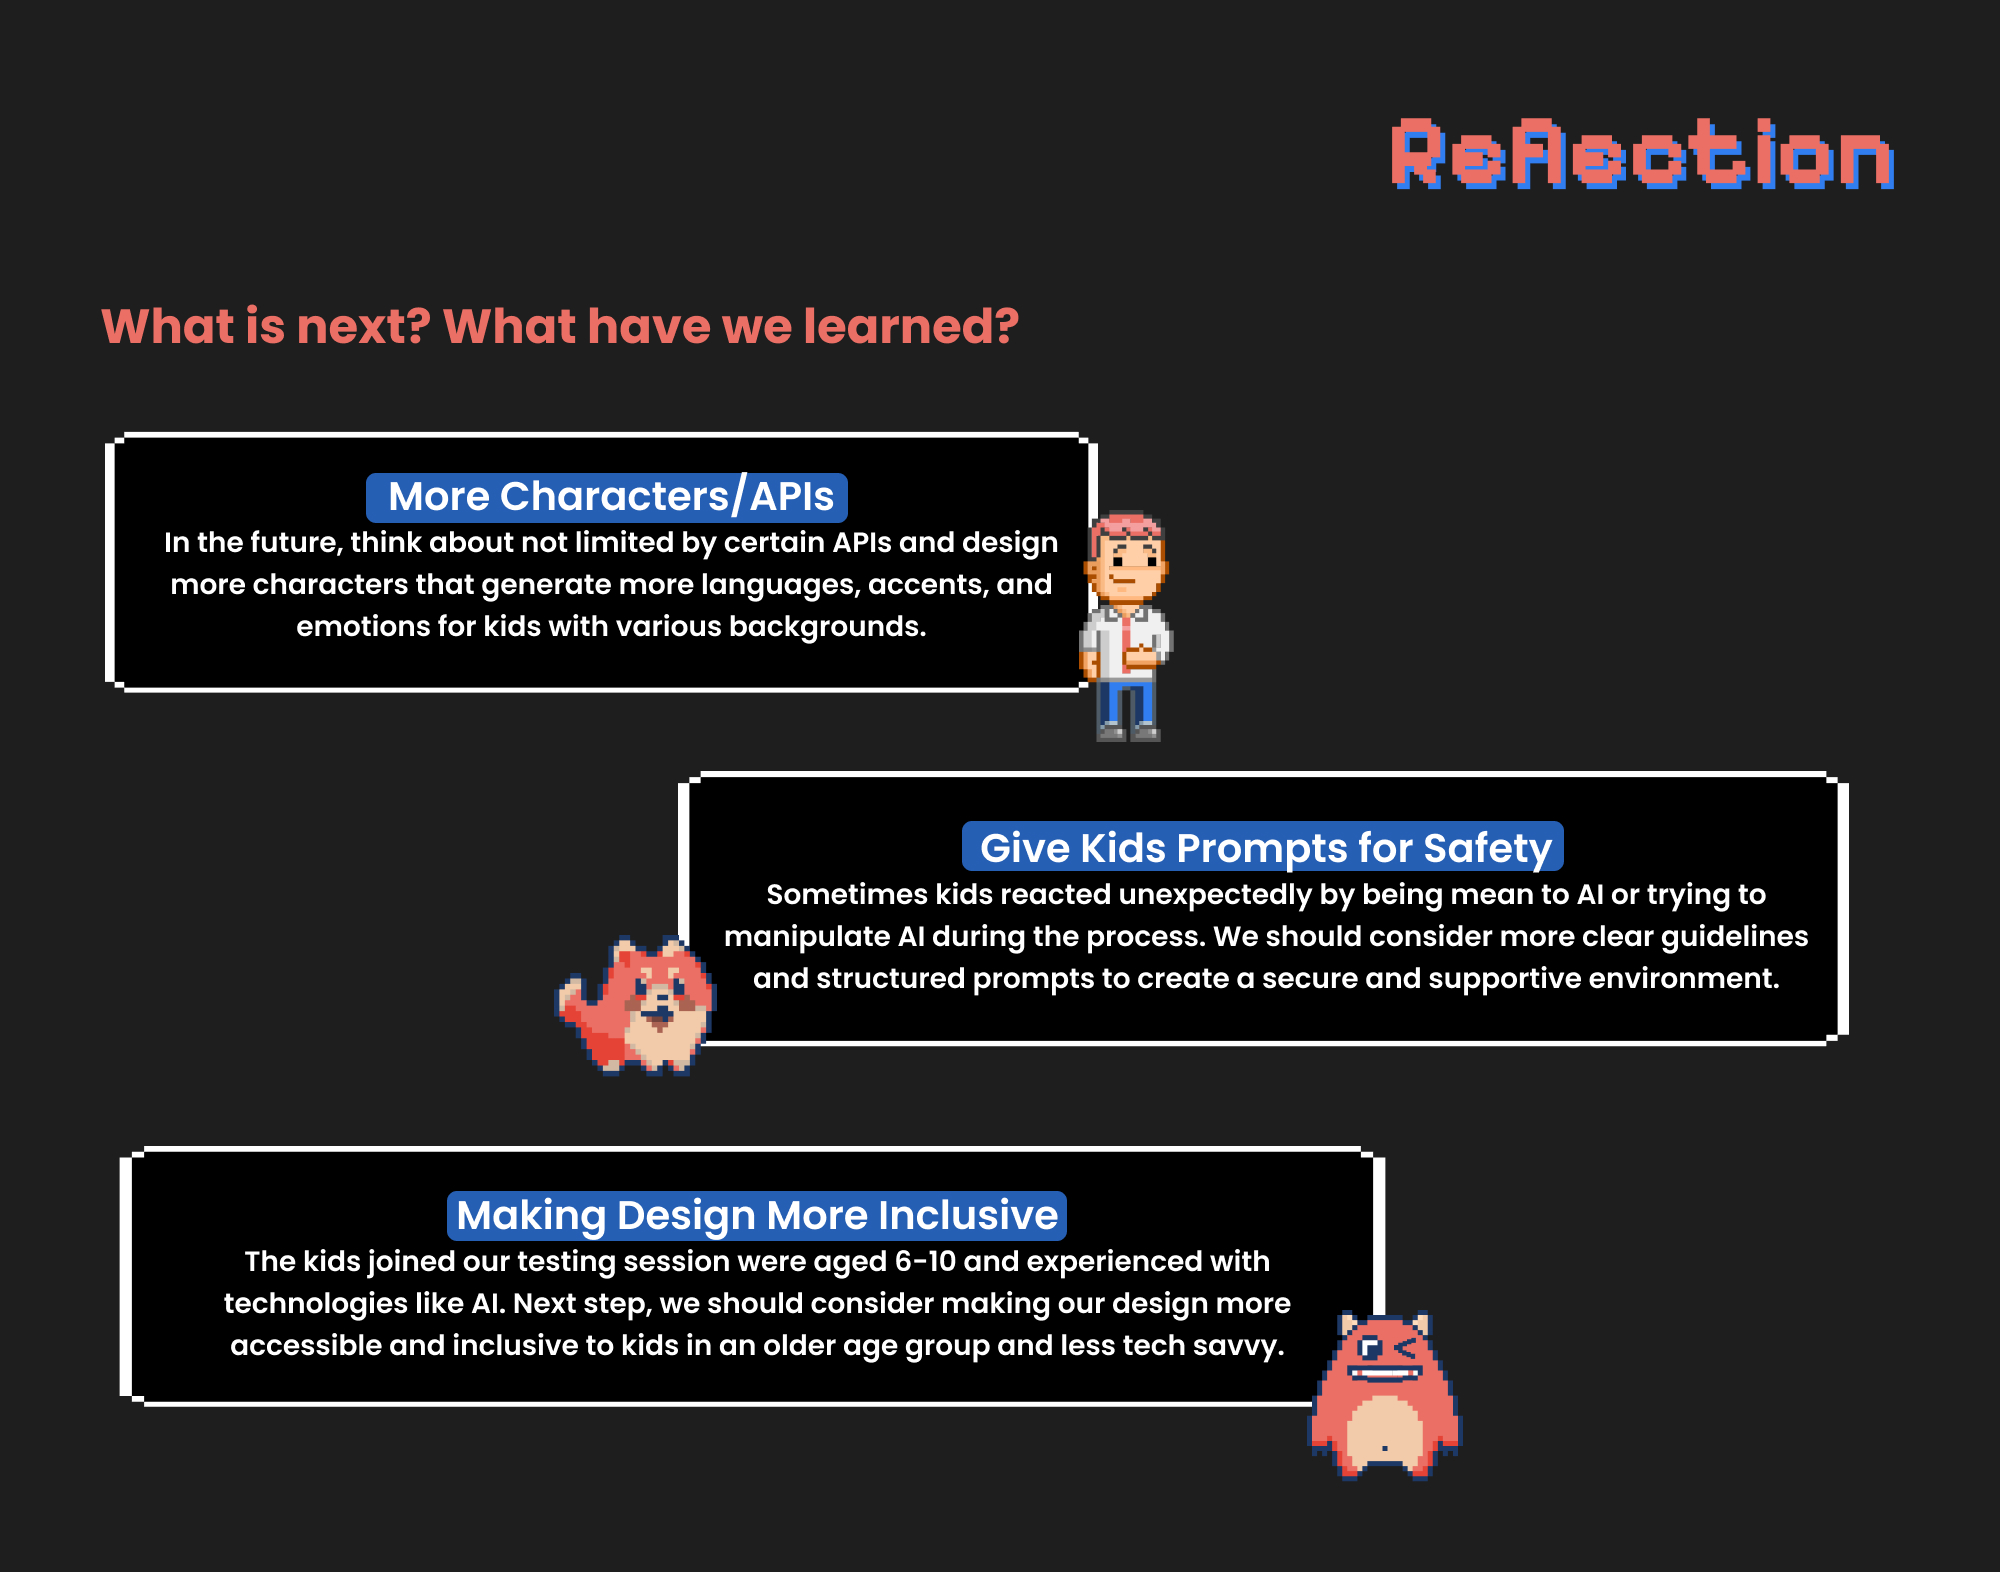 Reflection
What is next? What have we learned?
More Characters/APIs
In the future, think about not limited by certain APIs and design
more characters that generate more languages, accents, and
emotions for kids with various backgrounds.
Give Kids Prompts for Safety
Sometimes kids reacted unexpectedly by being mean to AI or trying to
manipulate AI during the process. We should consider more clear guidelines
and structured prompts to create a secure and supportive environment.
Making Design More Inclusive
The kids joined our testing session were aged 6-10 and experienced with
technologies like AI. Next step, we should consider making our design more
accessible and inclusive to kids in an older age group and less tech savvy.